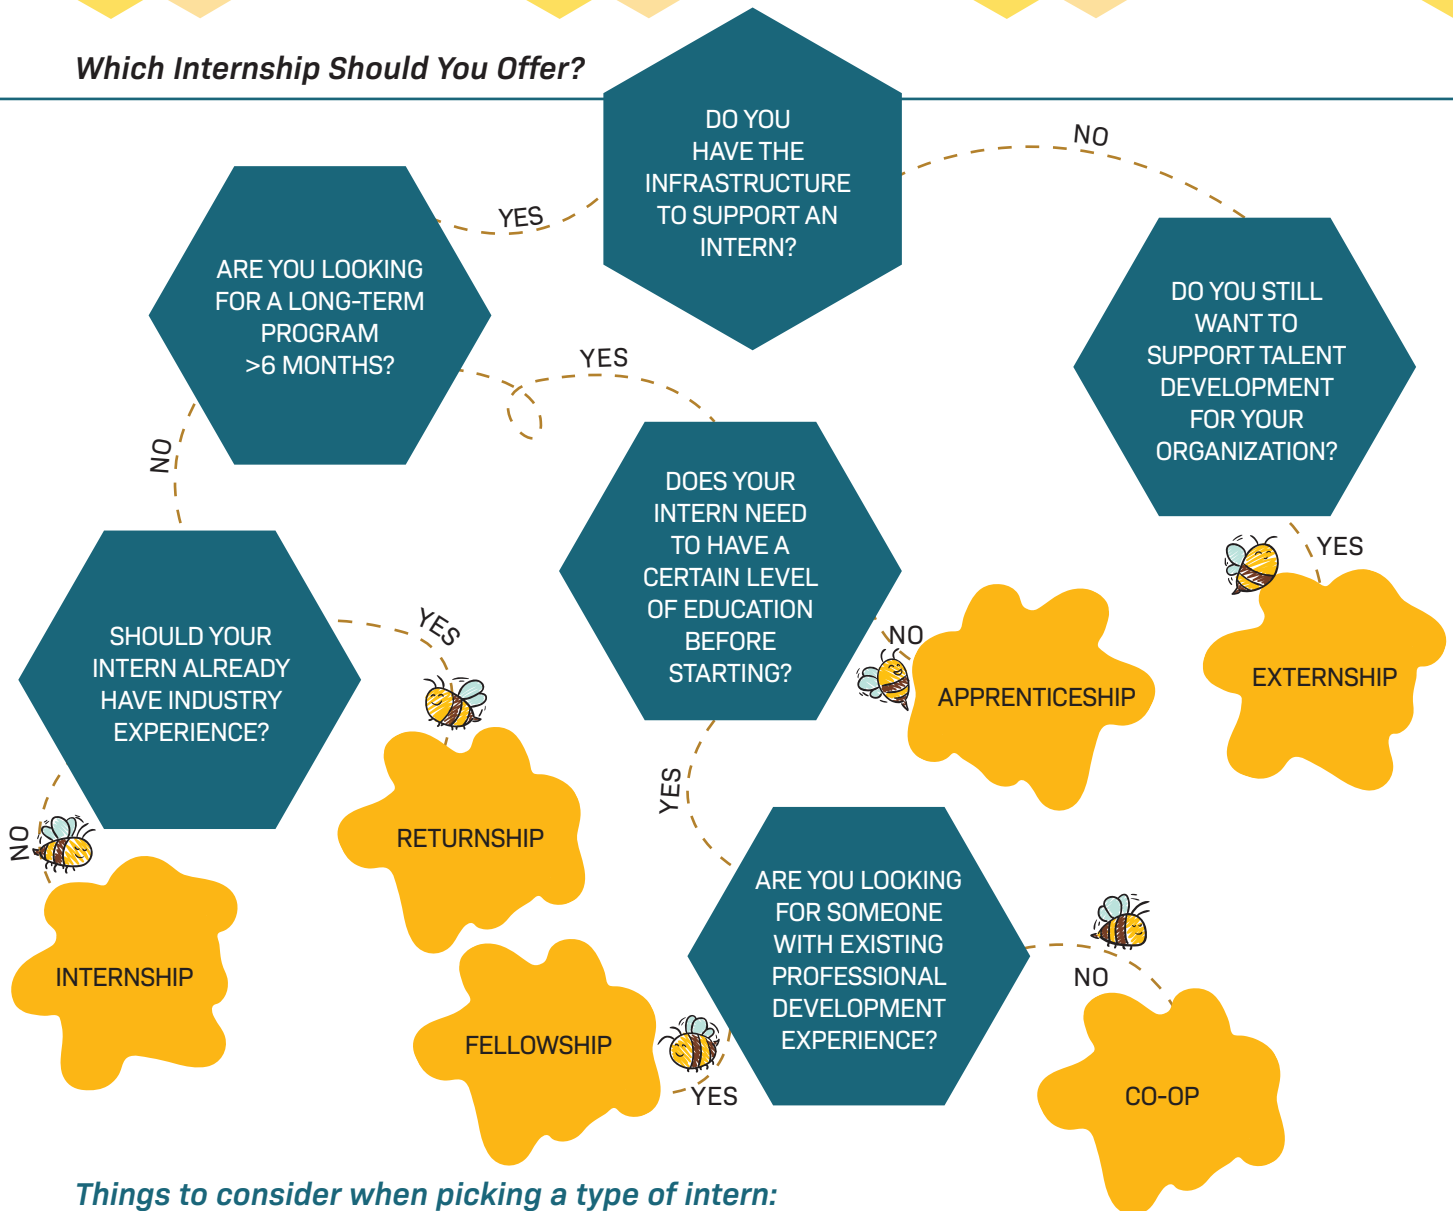 Which Internship Should You Offer?
DO YOU
HAVE THE
INFRASTRUCTURE
TO SUPPORT AN
INTERN?
YES
NO
ARE YOU LOOKING
FOR A LONG-TERM
PROGRAM
>6 MONTHS?
DO YOU STILL
WANT TO
SUPPORT TALENT
DEVELOPMENT
FOR YOUR
ORGANIZATION?
YES
NO
DOES YOUR
INTERN NEED
TO HAVE A
CERTAIN LEVEL
OF EDUCATION
BEFORE
STARTING?
YES
EXTERNSHIP
SHOULD YOUR
INTERN ALREADY
HAVE INDUSTRY
EXPERIENCE?
YES
NO
APPRENTICESHIP
RETURNSHIP
NO
INTERNSHIP
YES
ARE YOU LOOKING
FOR SOMEONE
WITH EXISTING
PROFESSIONAL
DEVELOPMENT
EXPERIENCE?
NO
FELLOWSHIP
YES
CO-OP
Things to consider when picking a type of intern: